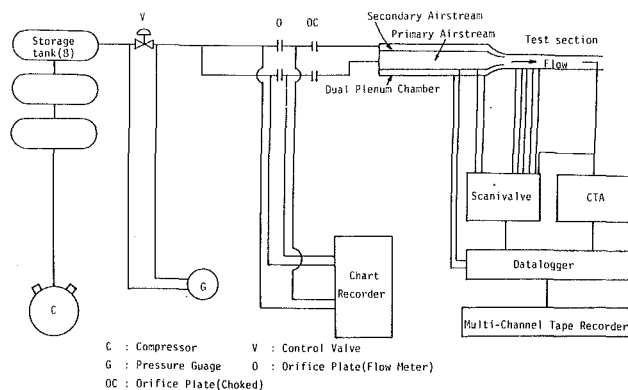 V
O
OC
Storage
tank(8)
Secondary Airstream
Primary Airstream
Test section
Flow
Dual Plenum Chamber
Scanivalve
CTA
G
Chart
Recorder
Datalogger
C
Multi-Channel Tape Recorder
C : Compressor
V : Control Valve
G : Pressure Guage
O : Orifice Plate(Flow Meter)
OC : Orifice Plate(Choked)